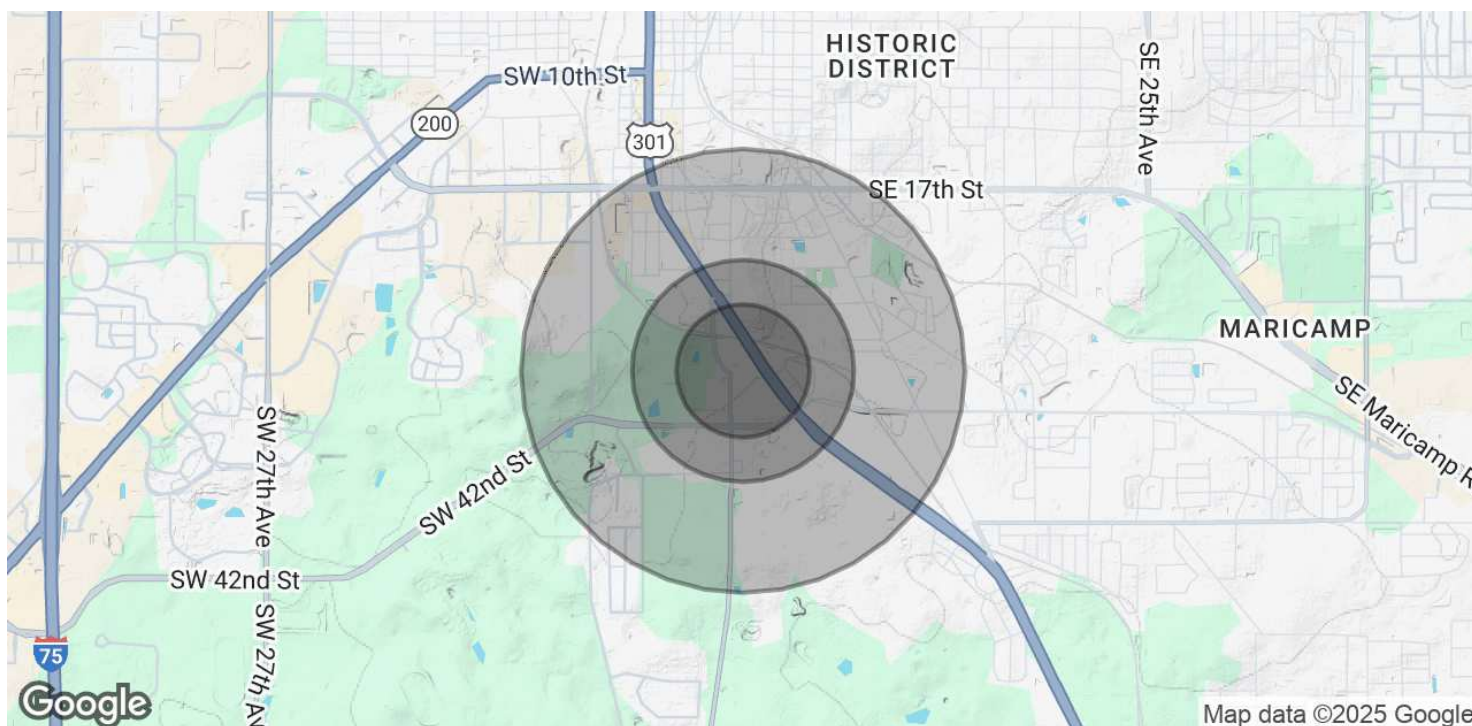 HISTORIC
DISTRICT
SW 10th St
SE 25th Ave
200
301
SE 17th St
MARICAMP
SE Maricamp R
SW 27th Ave
SW 42nd St
SW 42nd St
SW 27th Av
75
Google
Map data ©2025 Google